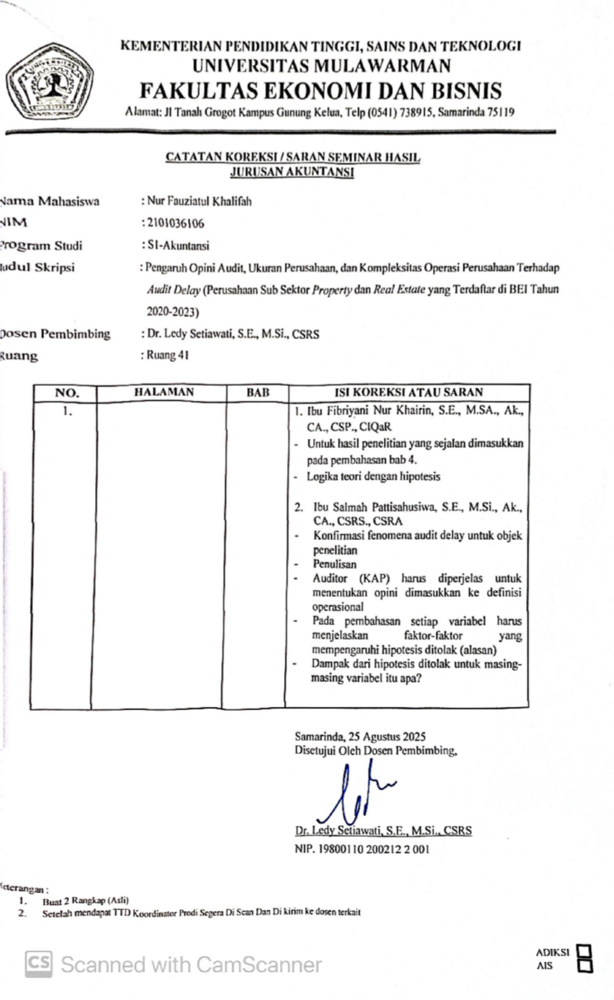 KEMENTERIAN PENDIDIKAN TINGGI, SAINS DAN TEKNOLOGI
UNIVERSITAS MULAWARMAN
FAKULTAS EKONOMI DAN BISNIS
Alamat: Jl Tanah Grogot Kampus Gunung Kelua, Telp (0541) 738915, Samarinda 75119
CATATAN KOREKSI / SARAN SEMINAR HASIL
JURUSAN AKUNTANSI
Nama Mahasiswa : Nur Fauziatul Khalifah
NIM : 2101036106
Program Studi : S1-Akuntansi
Judul Skripsi : Pengaruh Opini Audit, Ukuran Perusahaan, dan Kompleksitas Operasi Perusahaan Terhadap
Audit Delay (Perusahaan Sub Sektor Property dan Real Estate yang Terdaftar di BEI Tahun
2020-2023)
Dosen Pembimbing : Dr. Ledy Setiawati, S.E., M.Si., CSRS
Ruang : Ruang 41
NO. HALAMAN BAB ISI KOREKSI ATAU SARAN
1. 1. Ibu Fibriyani Nur Khairin, S.E., M.SA., Ak.,
CA., CSP., CIQaR
- Untuk hasil penelitian yang sejalan dimasukkan
pada pembahasan bab 4.
- Logika teori dengan hipotesis
2. Ibu Salmah Pattisahusiwa, S.E., M.Si., Ak.,
CA., CSRS., CSRA
- Konfirmasi fenomena audit delay untuk objek
penelitian
- Penulisan
- Auditor (KAP) harus diperjelas untuk
menentukan opini dimasukkan ke definisi
operasional
- Pada pembahasan setiap variabel harus
menjelaskan faktor-faktor yang
mempengaruhi hipotesis ditolak (alasan)
- Dampak dari hipotesis ditolak untuk masing-
masing variabel itu apa?
Samarinda, 25 Agustus 2025
Disetujui Oleh Dosen Pembimbing,
Dr. Ledy Setiawati, S.E., M.Si., CSRS
NIP. 19800110 200212 2 001
Keterangan :
1. Buat 2 Rangkap (Asli)
2. Setelah mendapat TTD Koordinator Prodi Segera Di Scan Dan Di kirim ke dosen terkait
CS Scanned with CamScanner
ADIKSI
AIS